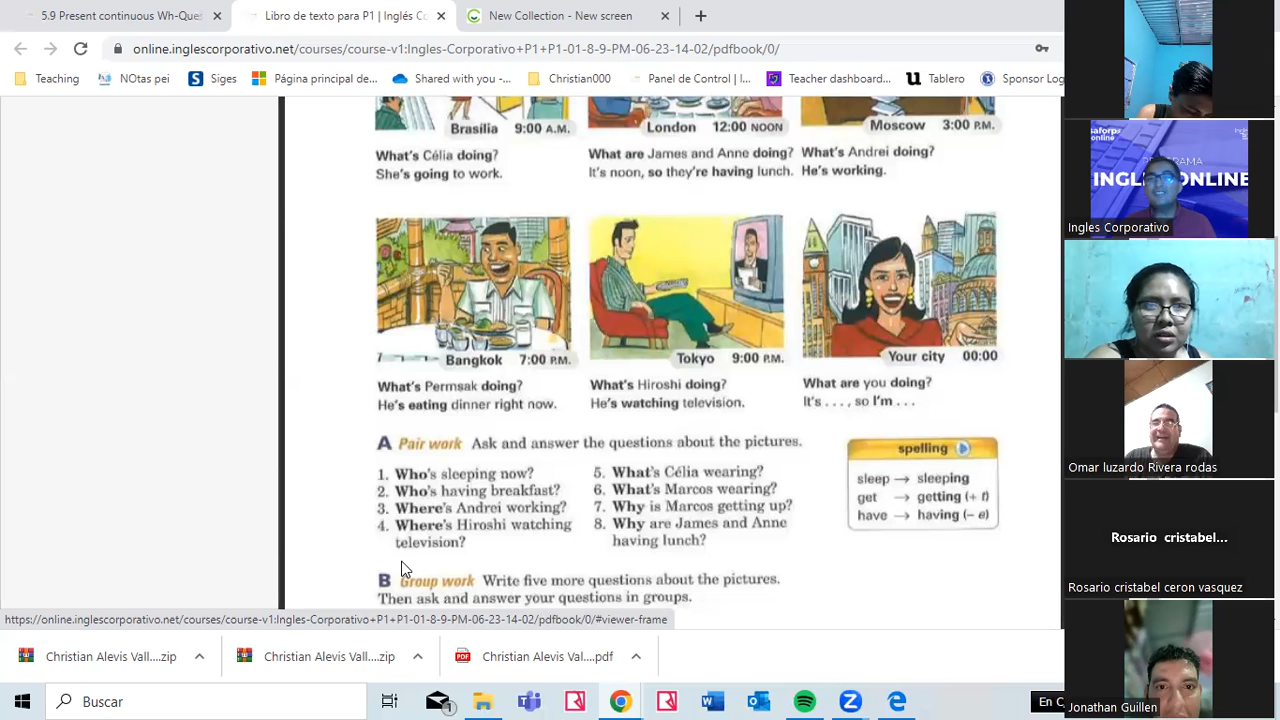 5.9 Present continuous Wh-Ques
Libro de texto para P1 | Inglés C
New Collection - New screen
online.inglescorporativo.net/courses/course-v1:Ingles-Corporativo+P1+P1-01-8-9-PM-06-23-14-02/pdfbook/0/
Teaching
NOtas pei
Siges
Página principal de...
Shared with you -...
Christian000
Panel de Control | I...
Teacher dashboard...
Tablero
Sponsor Log
Brasília 9:00 A.M.
London 12:00 NOON
Moscow 3:00 P.M.
What's Célia doing?
She's going to work.
What are James and Anne doing?
It's noon, so they're having lunch.
What's Andrei doing?
He's working.
Bangkok 7:00 P.M.
Tokyo 9:00 P.M.
Your city 00:00
What's Permsak doing?
He's eating dinner right now.
What's Hiroshi doing?
He's watching television.
What are you doing?
It's . . . , so I'm . . .
A Pair work Ask and answer the questions about the pictures.
1. Who's sleeping now?
2. Who's having breakfast?
3. Where's Andrei working?
4. Where's Hiroshi watching
television?
5. What's Célia wearing?
6. What's Marcos wearing?
7. Why is Marcos getting up?
8. Why are James and Anne
having lunch?
spelling
sleep → sleeping
get → getting (+ t)
have → having (– e)
B Group work Write five more questions about the pictures.
Then ask and answer your questions in groups.
https://online.inglescorporativo.net/courses/course-v1:Ingles-Corporativo+P1+P1-01-8-9-PM-06-23-14-02/pdfbook/0/#viewer-frame
Christian Alevis Vall....zip
Christian Alevis Val....zip
Christian Alevis Val....pdf
Buscar
En C
PROGRAMA
INGLES ONLINE
Ingles Corporativo
Omar luzardo Rivera rodas
Rosario cristabel...
Rosario cristabel ceron vasquez
Jonathan Guillen